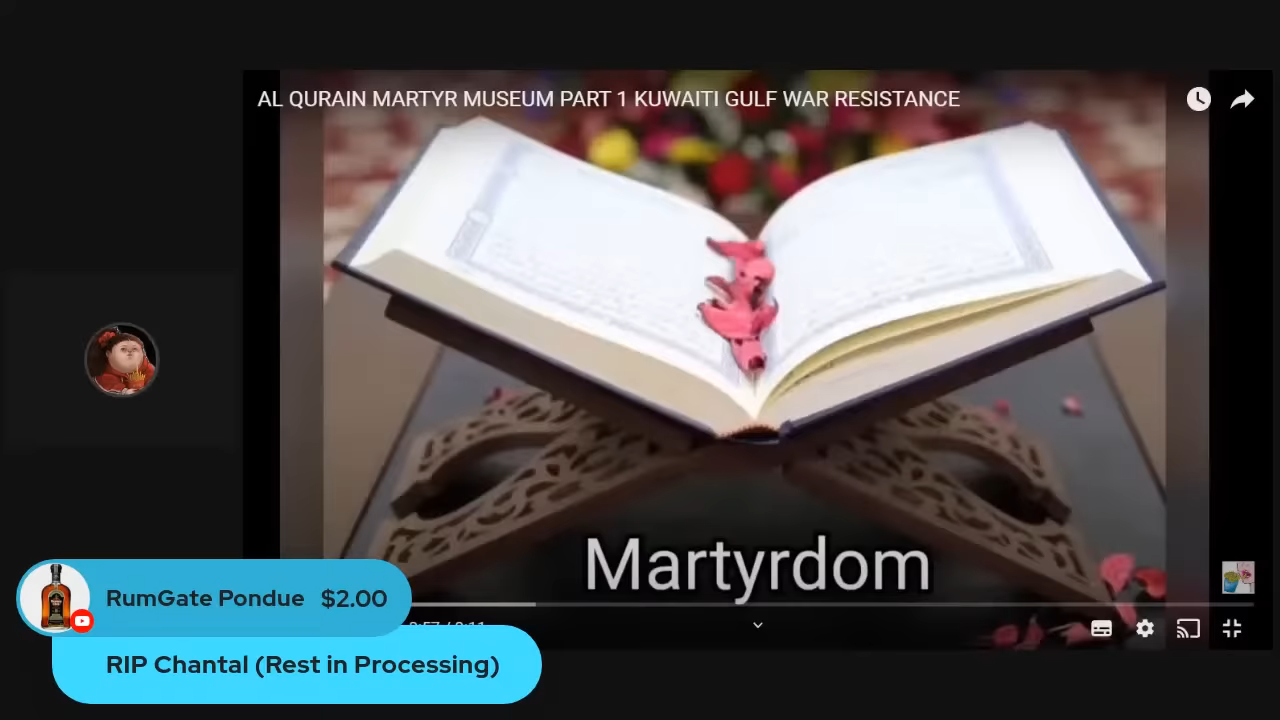 AL QURAIN MARTYR MUSEUM PART 1 KUWAITI GULF WAR RESISTANCE
Martyrdom
RumGate Pondue $2.00
RIP Chantal (Rest in Processing)